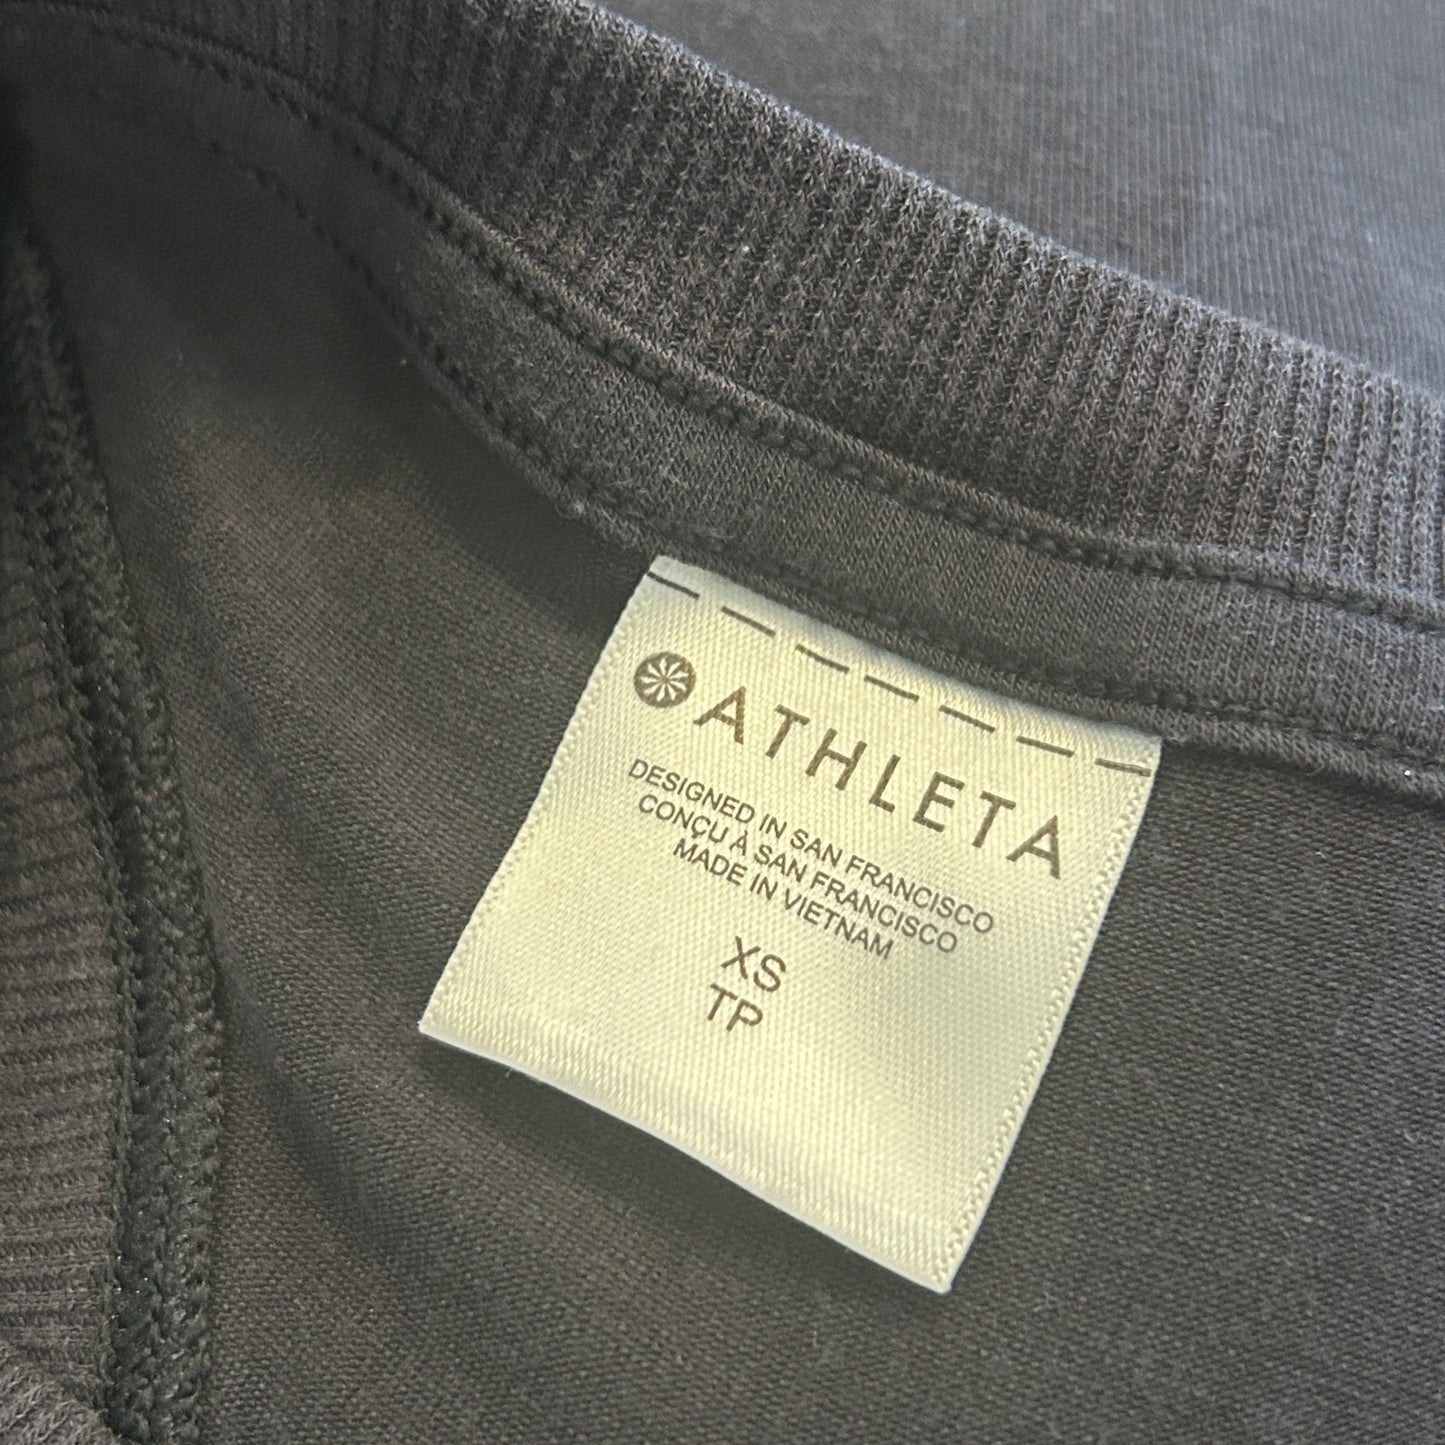 ATHLETA
DESIGNED IN SAN FRANCISCO
CONÇU À SAN FRANCISCO
MADE IN VIETNAM
XS
TP